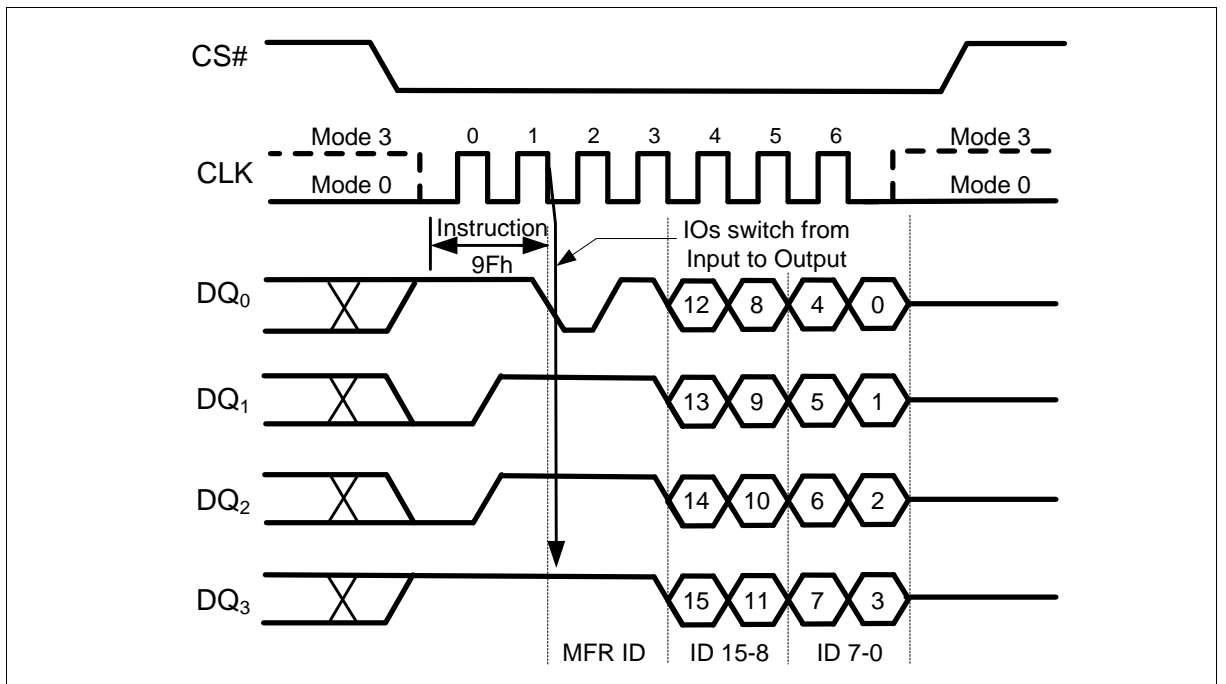 CS#
Mode 3 0 1 2 3 4 5 6 Mode 3
CLK
Mode 0 Mode 0
Instruction IOs switch from
9Fh Input to Output
DQ0 12 8 4 0
DQ1 13 9 5 1
DQ2 14 10 6 2
DQ3 15 11 7 3
MFR ID ID 15-8 ID 7-0